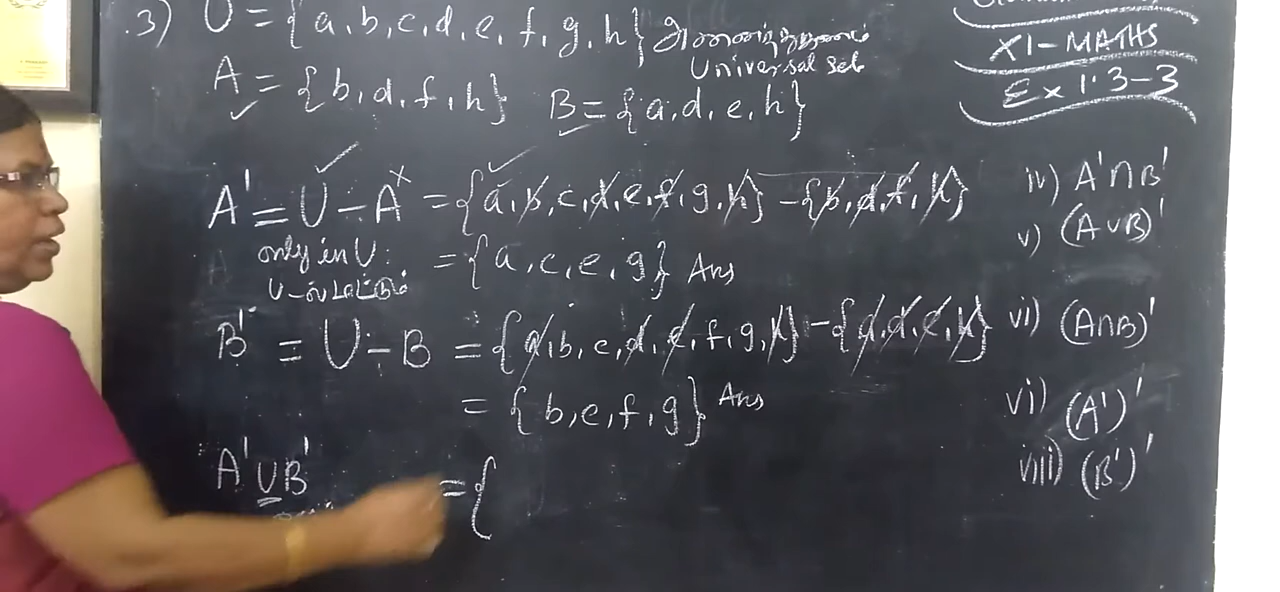 3) U = {a, b, c, d, e, f, g, h}
Universal set
A = {b, d, f, h} B = {a, d, e, h}
XI-MATHS
Ex 1.3-3
A' = U - A = {a, b, c, d, e, f, g, h} - {b, d, f, h}
only in U:
= {a, c, e, g} Ans
B' = U - B = {a, b, c, d, e, f, g, h} - {a, d, e, h}
= {b, c, f, g} Ans
A'∪B' = {
iv) A'∩B'
v) (A∪B)'
vi) (A∩B)'
vi) (A')'
viii) (B')'